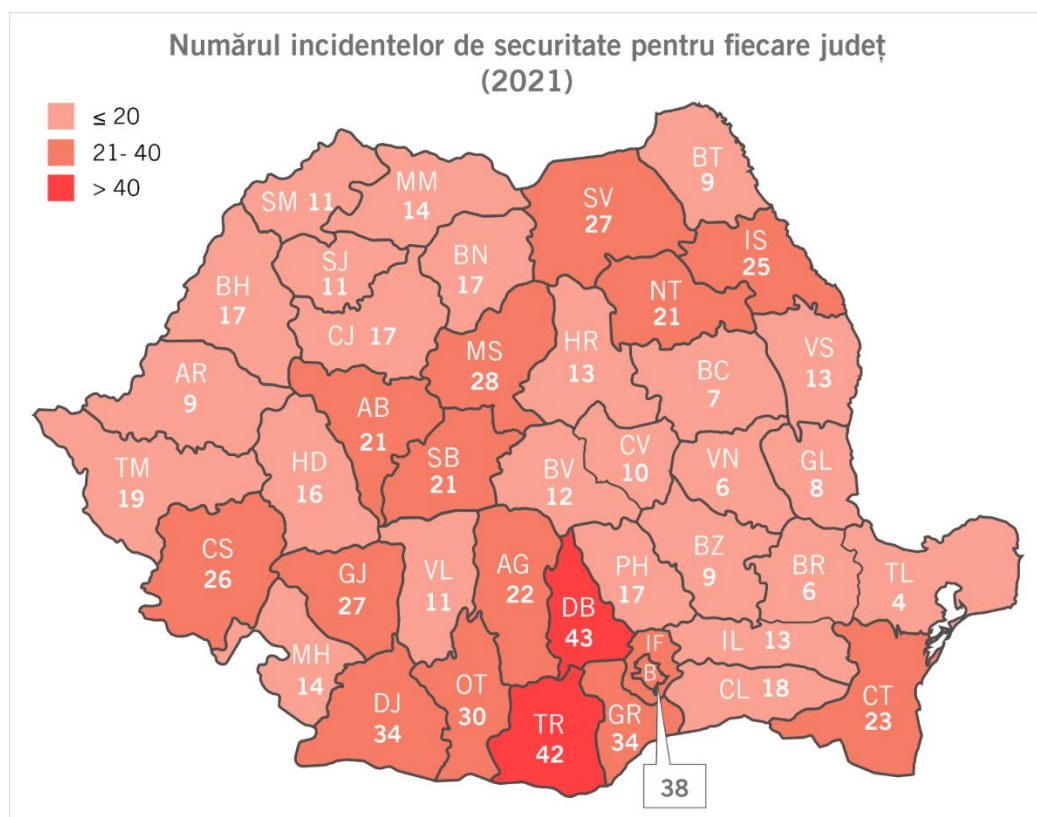 Numărul incidentelor de securitate pentru fiecare județ
(2021)
≤ 20
21- 40
> 40
BT
9
MM
14
SM 11
SV
27
IS
25
SJ
11
BN
17
NT
21
BH
17
CJ 17
MS
28
HR
13
BC
7
VS
13
AR
9
AB
21
SB
21
CV
10
VN
6
GL
8
TM
19
HD
16
BV
12
CS
26
GJ
27
VL
11
AG
22
DB
43
PH
17
BZ
9
BR
6
TL
4
IF
B
IL 13
MH
14
CL 18
DJ
34
OT
30
TR
42
GR
34
CT
23
38